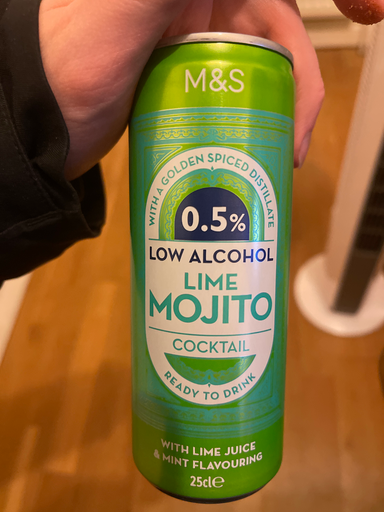 M&S
WITH A GOLDEN SPICED DISTILLATE
0.5%
LOW ALCOHOL
LIME
MOJITO
COCKTAIL
READY TO DRINK
WITH LIME JUICE
& MINT FLAVOURING
25cl℮